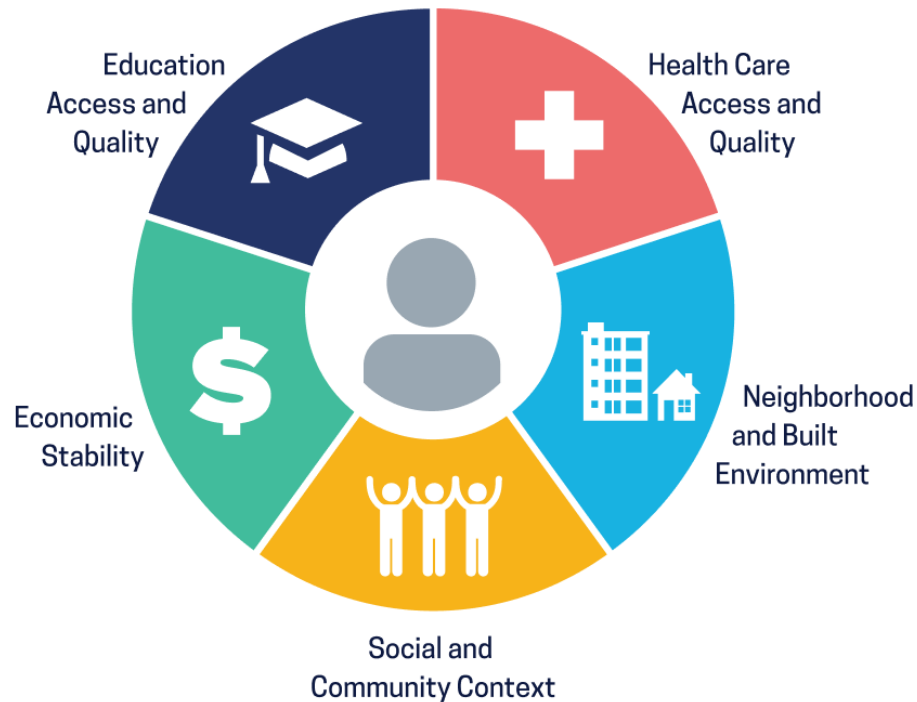 Education
Access and
Quality
Health Care
Access and
Quality
Economic
Stability
Neighborhood
and Built
Environment
Social and
Community Context